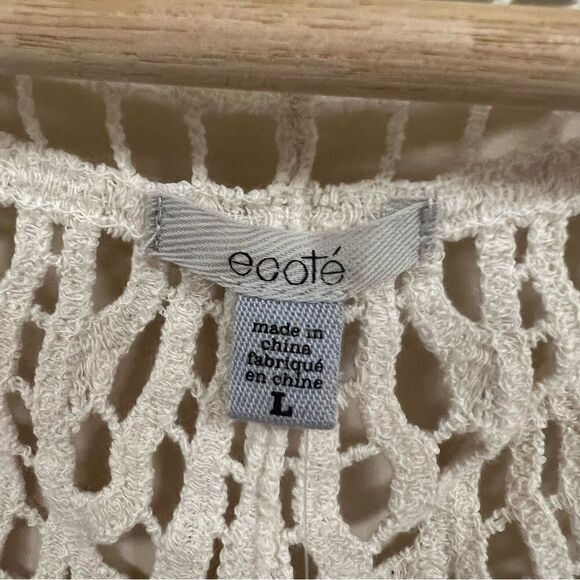 ecoté
made in
china
fabriqué
en chine
L